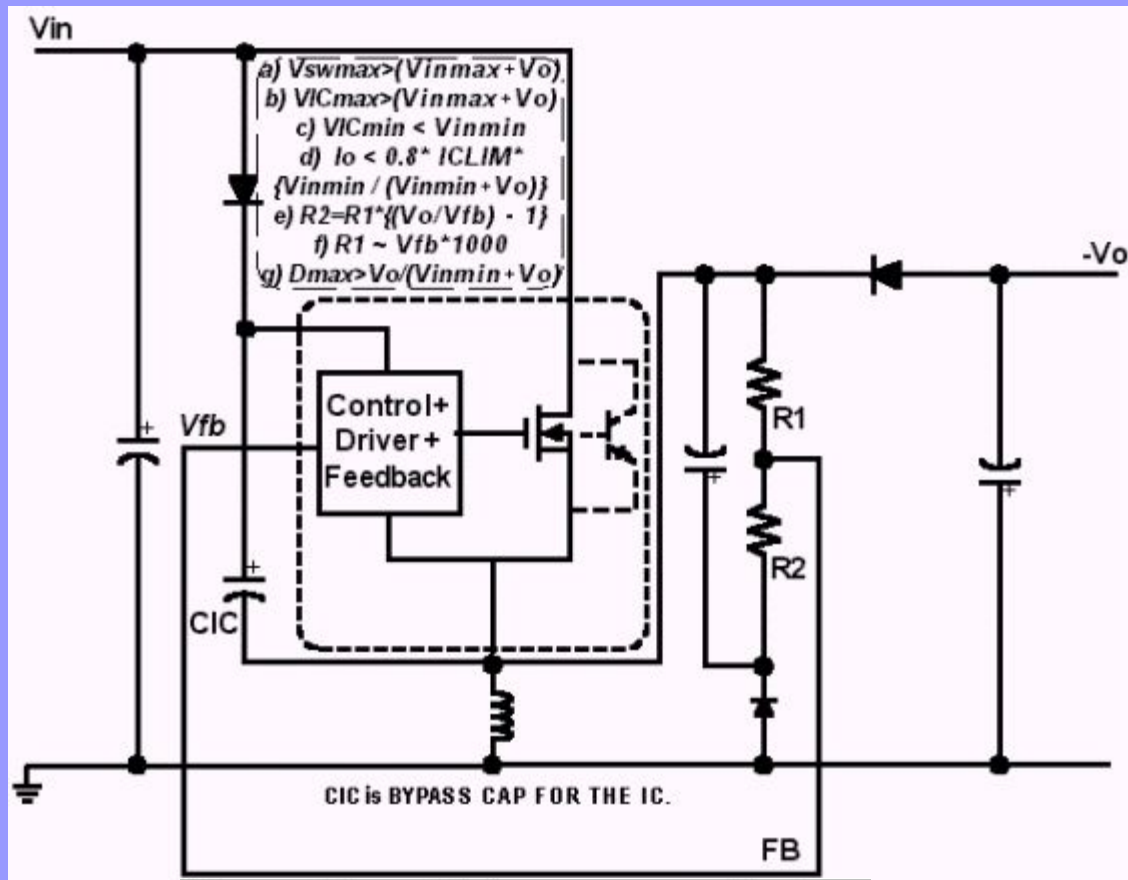 Vin
a) Vswmax>(Vinmax+Vo)
b) VICmax>(Vinmax+Vo)
c) VICmin < Vinmin
d) Io < 0.8* ICLIM*
{Vinmin / (Vinmin+Vo)}
e) R2=R1*{(Vo/Vfb) - 1}
f) R1 ~ Vfb*1000
g) Dmax>Vo/(Vinmin+Vo)
-Vo
Vfb
Control+
Driver+
Feedback
R1
R2
+
+
+
+
CIC
CIC is BYPASS CAP FOR THE IC.
FB